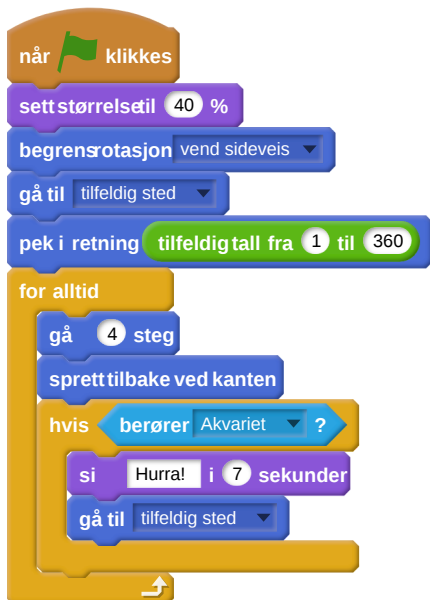 når klikkes
sett størrelse til 40 %
begrens rotasjon vend sideveis
gå til tilfeldig sted
pek i retning tilfeldig tall fra 1 til 360
for alltid
gå 4 steg
sprett tilbake ved kanten
hvis berører Akvariet ?
si Hurra! i 7 sekunder
gå til tilfeldig sted